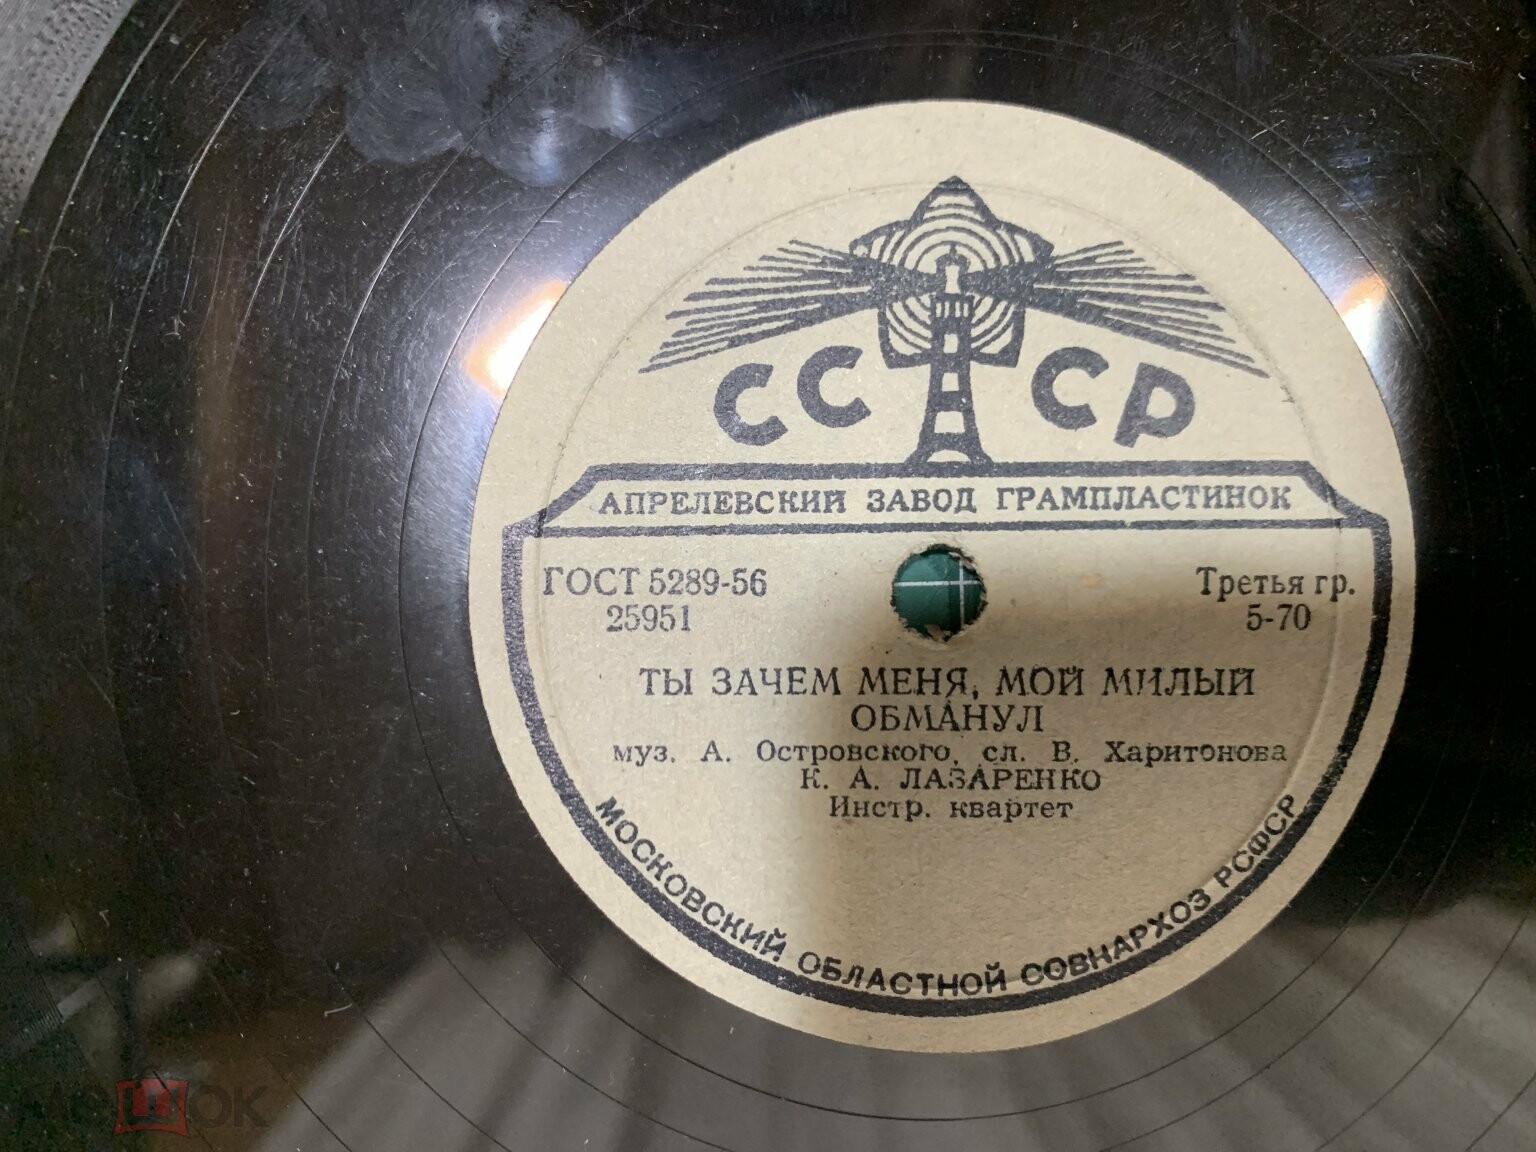 СССР
АПРЕЛЕВСКИЙ ЗАВОД ГРАМПЛАСТИНОК
ГОСТ 5289-56
25951
Третья гр.
5-70
ТЫ ЗАЧЕМ МЕНЯ, МОЙ МИЛЫЙ
ОБМАНУЛ
муз. А. Островского, сл. В. Харитонова
К. А. ЛАЗАРЕНКО
Инстр. квартет
МОСКОВСКИЙ ОБЛАСТНОЙ СОВНАРХОЗ РСФСР
МЕШОК